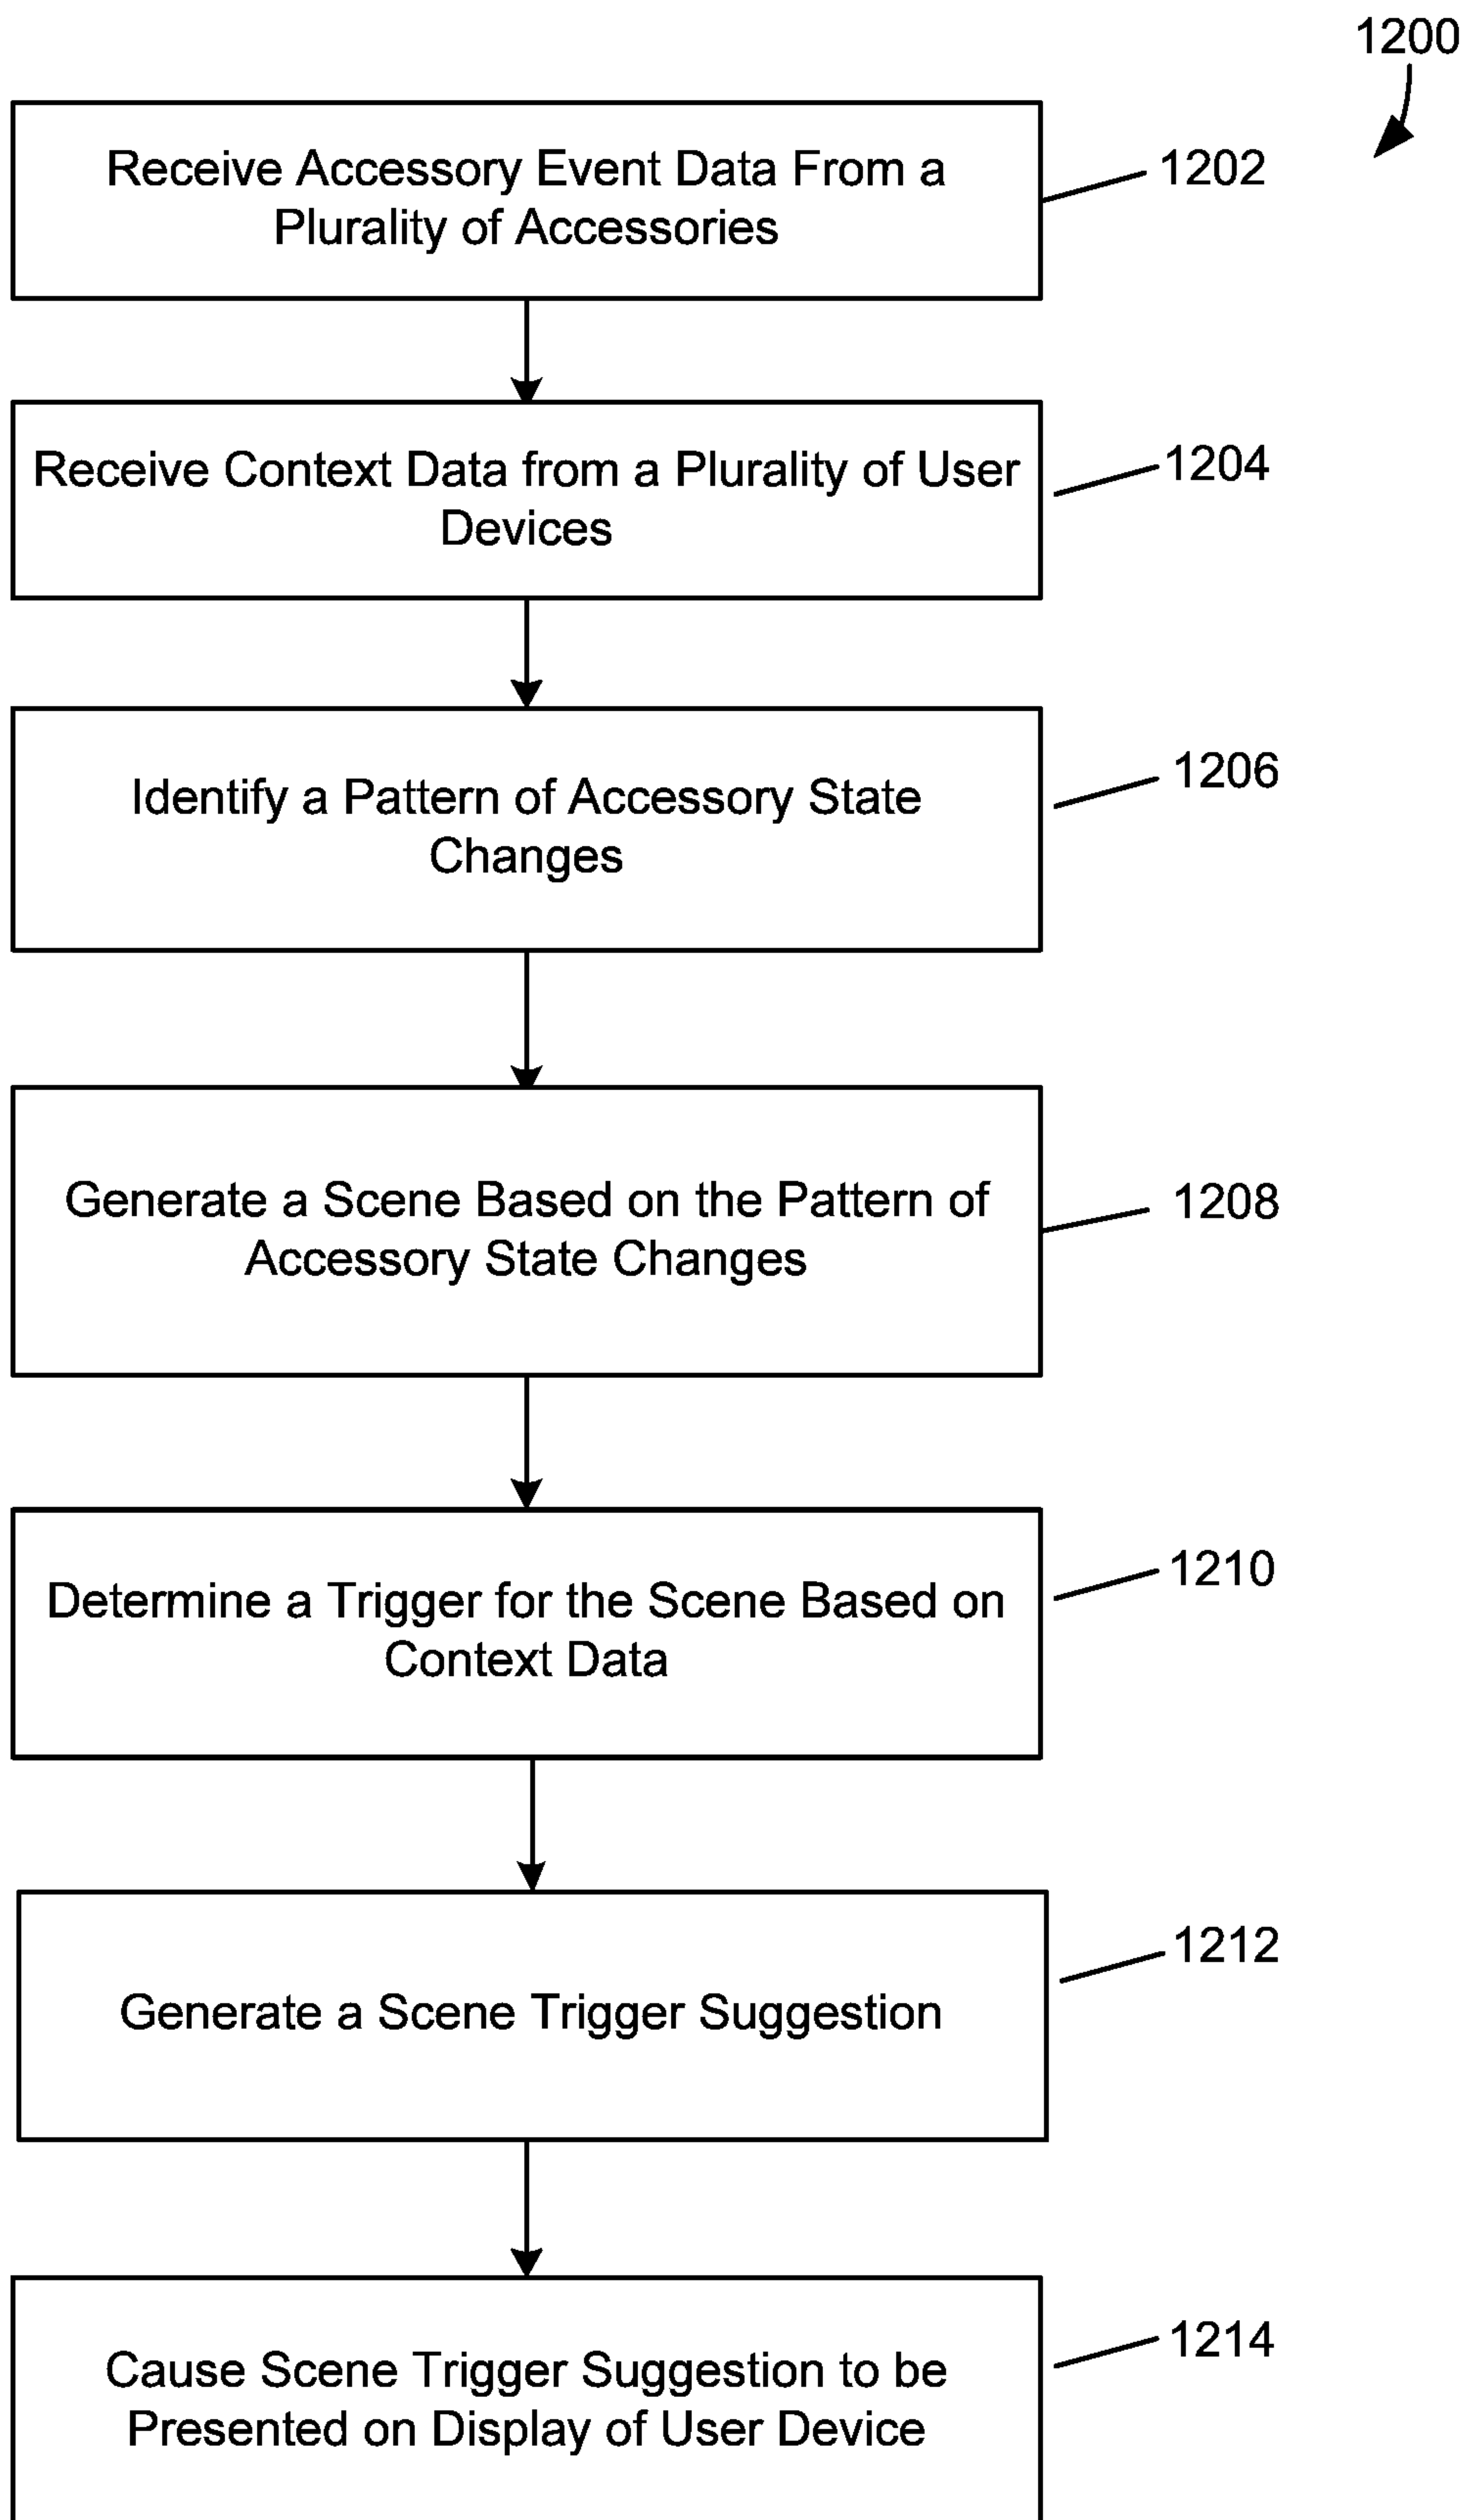 1200
Receive Accessory Event Data From a
Plurality of Accessories
1202
Receive Context Data from a Plurality of User
Devices
1204
Identify a Pattern of Accessory State
Changes
1206
Generate a Scene Based on the Pattern of
Accessory State Changes
1208
Determine a Trigger for the Scene Based on
Context Data
1210
Generate a Scene Trigger Suggestion
1212
Cause Scene Trigger Suggestion to be
Presented on Display of User Device
1214